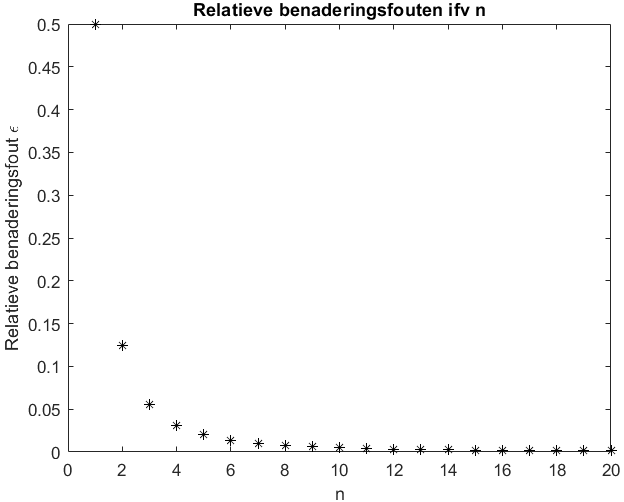 Relatieve benaderingsfouten ifv n
Relatieve benaderingsfout ϵ
0.5
0.45
0.4
0.35
0.3
0.25
0.2
0.15
0.1
0.05
0
0 2 4 6 8 10 12 14 16 18 20
n